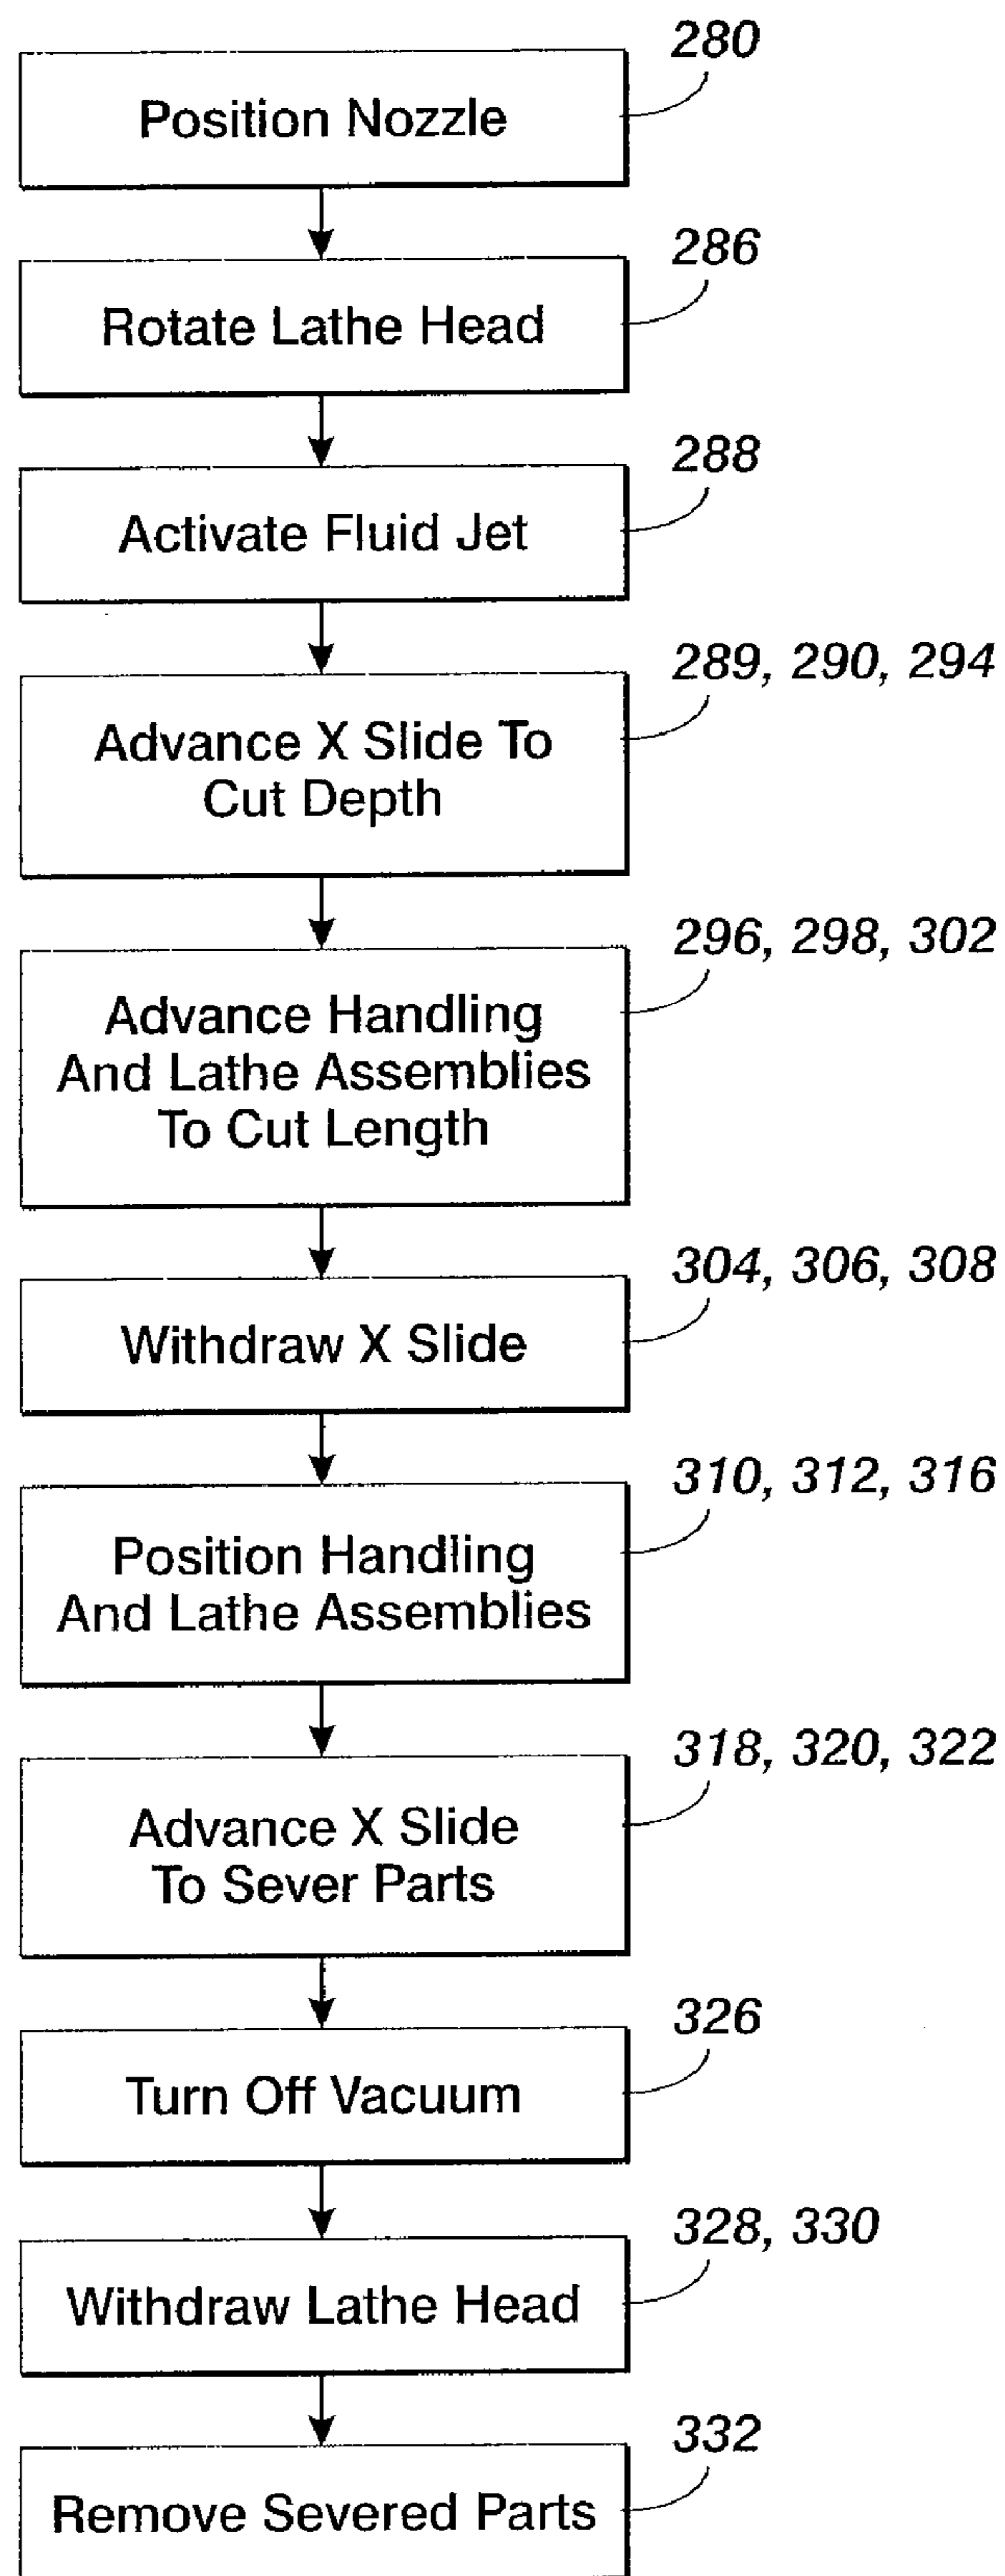 280
Position Nozzle
286
Rotate Lathe Head
288
Activate Fluid Jet
289, 290, 294
Advance X Slide To
Cut Depth
296, 298, 302
Advance Handling
And Lathe Assemblies
To Cut Length
304, 306, 308
Withdraw X Slide
310, 312, 316
Position Handling
And Lathe Assemblies
318, 320, 322
Advance X Slide
To Sever Parts
326
Turn Off Vacuum
328, 330
Withdraw Lathe Head
332
Remove Severed Parts